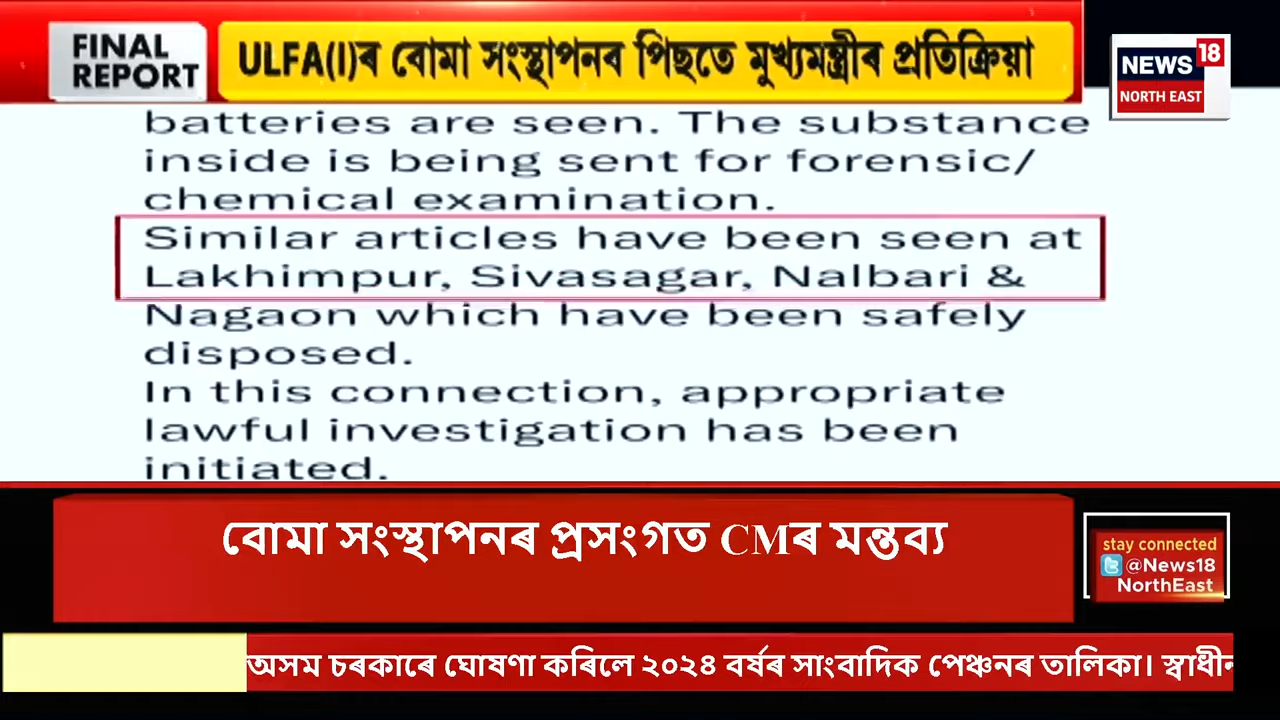 FINAL REPORT
ULFA(I)ৰ বোমা সংস্থাপনৰ পিছতে মুখ্যমন্ত্ৰীৰ প্ৰতিক্ৰিয়া
NEWS 18
NORTH EAST
batteries are seen. The substance
inside is being sent for forensic/
chemical examination.
Similar articles have been seen at
Lakhimpur, Sivasagar, Nalbari &
Nagaon which have been safely
disposed.
In this connection, appropriate
lawful investigation has been
initiated.
বোমা সংস্থাপনৰ প্ৰসংগত CMৰ মন্তব্য
stay connected
@News18
NorthEast
অসম চৰকাৰে ঘোষণা কৰিলে ২০২৪ বৰ্ষৰ সাংবাদিক পেঞ্চনৰ তালিকা।